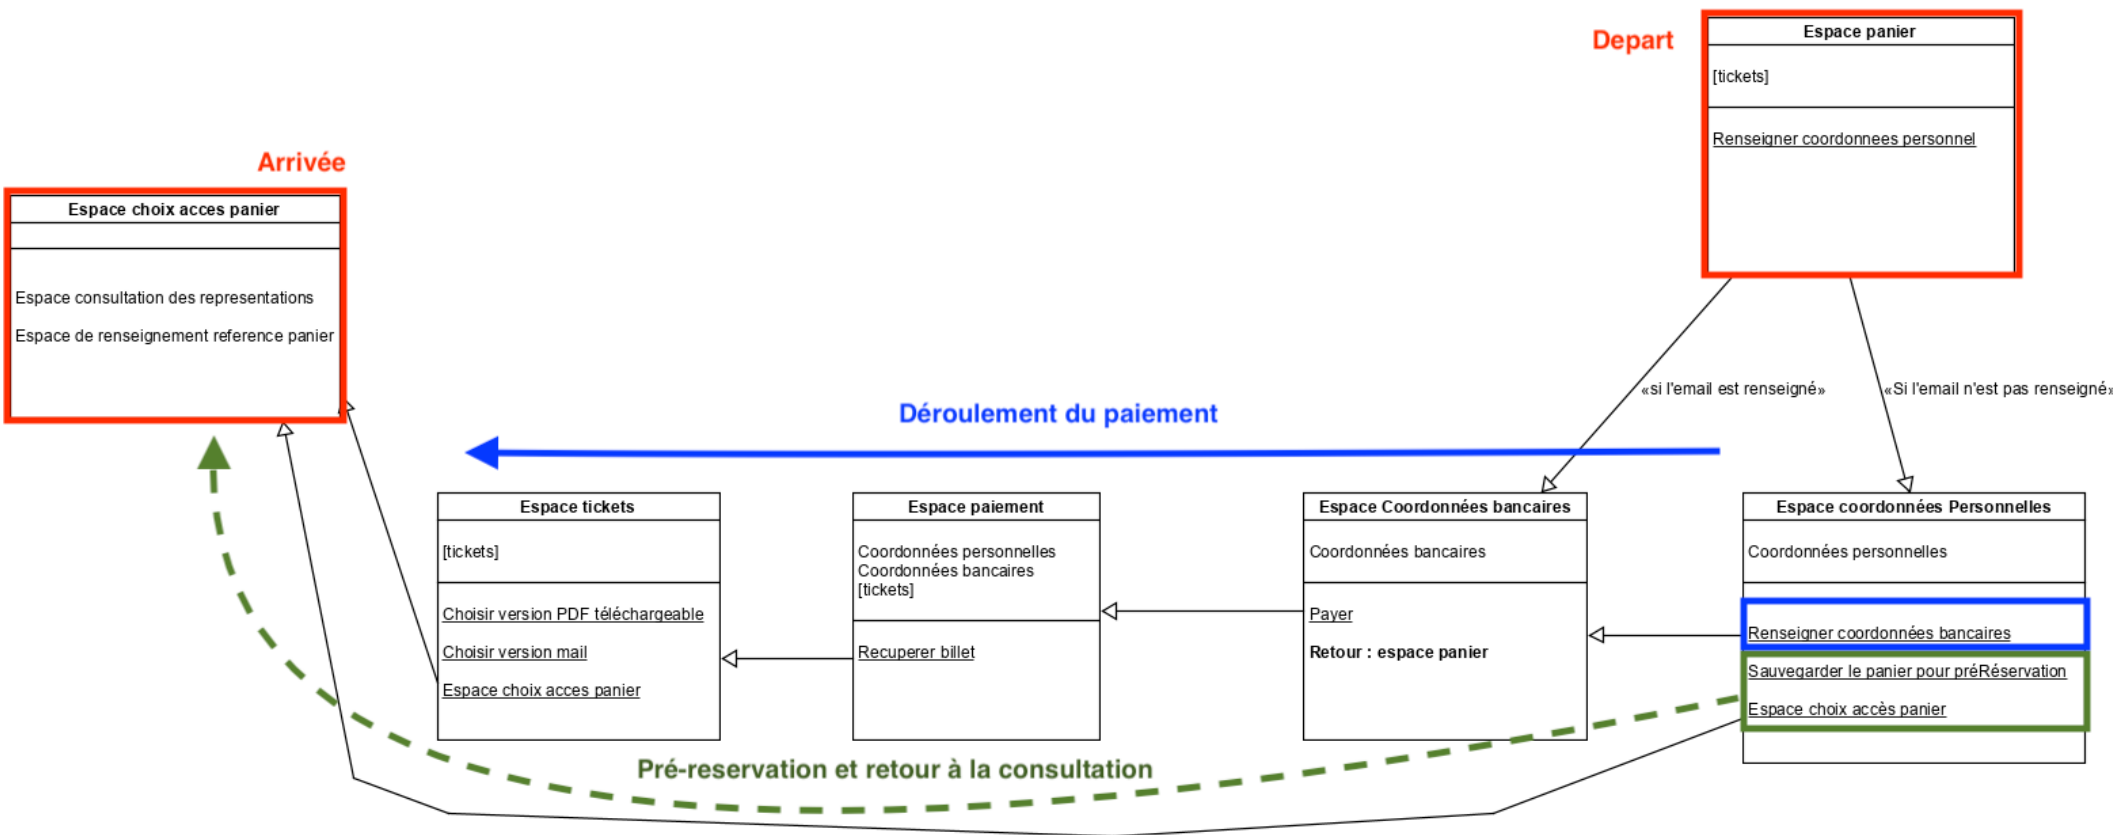 Depart
Espace panier
[tickets]
Renseigner coordonnees personnel
Arrivée
Espace choix acces panier
Espace consultation des representations
Espace de renseignement reference panier
«si l'email est renseigné»
«Si l'email n'est pas renseigné»
Déroulement du paiement
Espace tickets
[tickets]
Choisir version PDF téléchargeable
Choisir version mail
Espace choix acces panier
Espace paiement
Coordonnées personnelles
Coordonnées bancaires
[tickets]
Recuperer billet
Espace Coordonnées bancaires
Coordonnées bancaires
Payer
Retour : espace panier
Espace coordonnées Personnelles
Coordonnées personnelles
Renseigner coordonnées bancaires
Sauvegarder le panier pour préRéservation
Espace choix accès panier
Pré-reservation et retour à la consultation